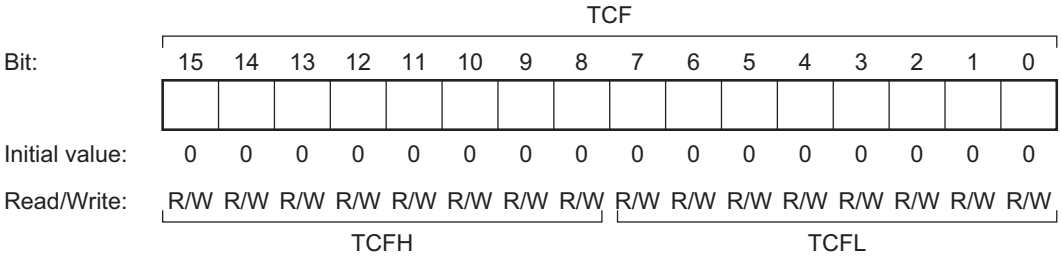 TCF
Bit: 15 14 13 12 11 10 9 8 7 6 5 4 3 2 1 0
Initial value: 0 0 0 0 0 0 0 0 0 0 0 0 0 0 0 0
Read/Write: R/W R/W R/W R/W R/W R/W R/W R/W R/W R/W R/W R/W R/W R/W R/W R/W
TCFH TCFL